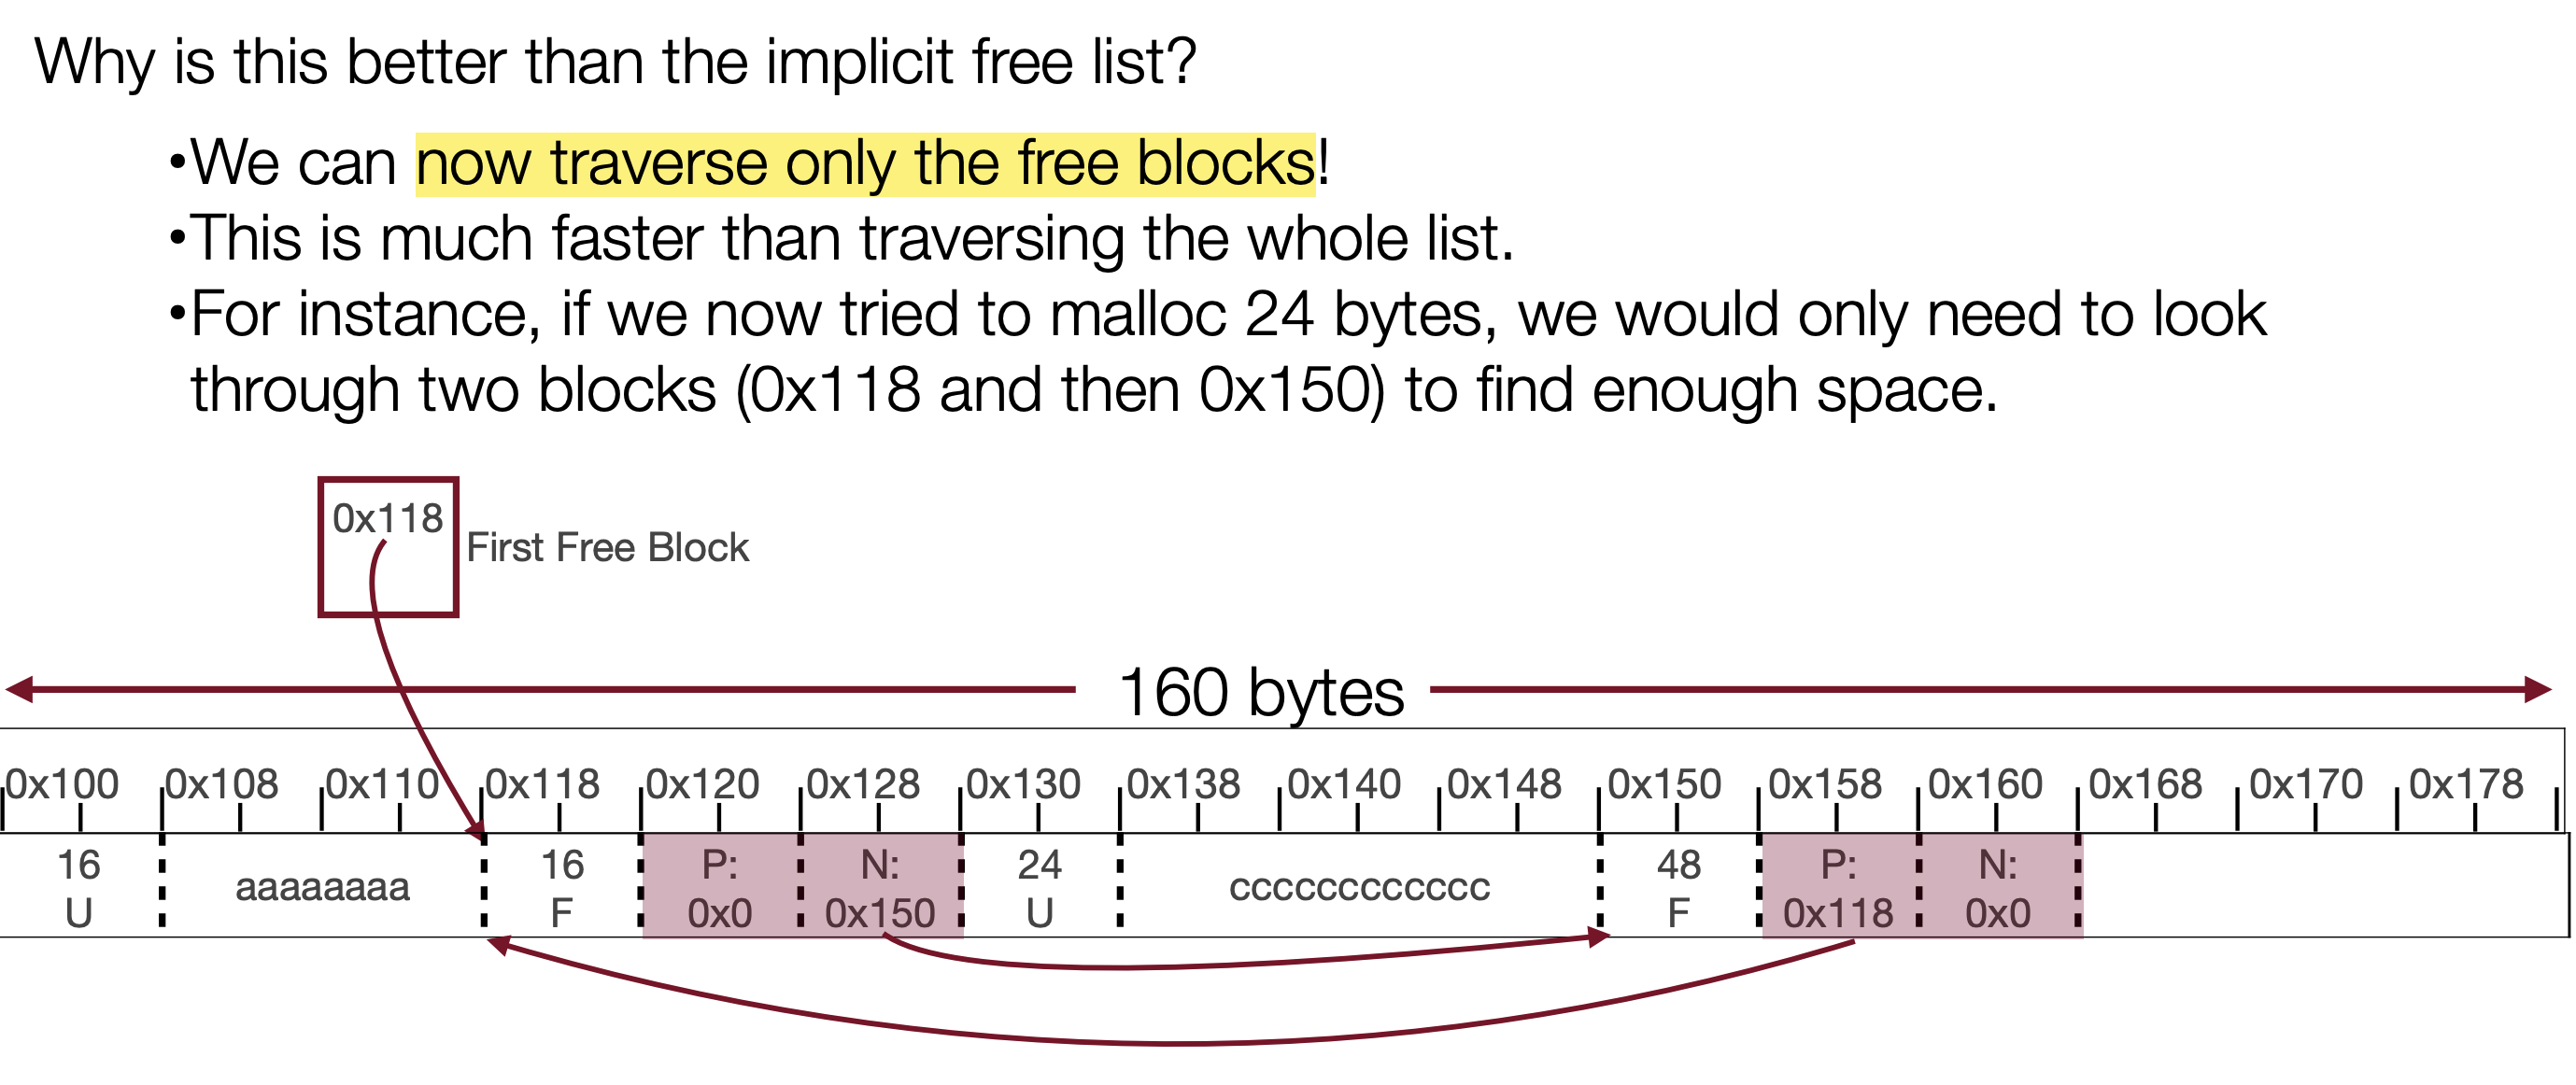 Why is this better than the implicit free list?
•We can now traverse only the free blocks!
•This is much faster than traversing the whole list.
•For instance, if we now tried to malloc 24 bytes, we would only need to look
through two blocks (0x118 and then 0x150) to find enough space.
0x118
First Free Block
160 bytes
0x100 0x108 0x110 0x118 0x120 0x128 0x130 0x138 0x140 0x148 0x150 0x158 0x160 0x168 0x170 0x178
16 16 P: N: 24 48 P: N:
aaaaaaaa cccccccccccc
U F 0x0 0x150 U F 0x118 0x0